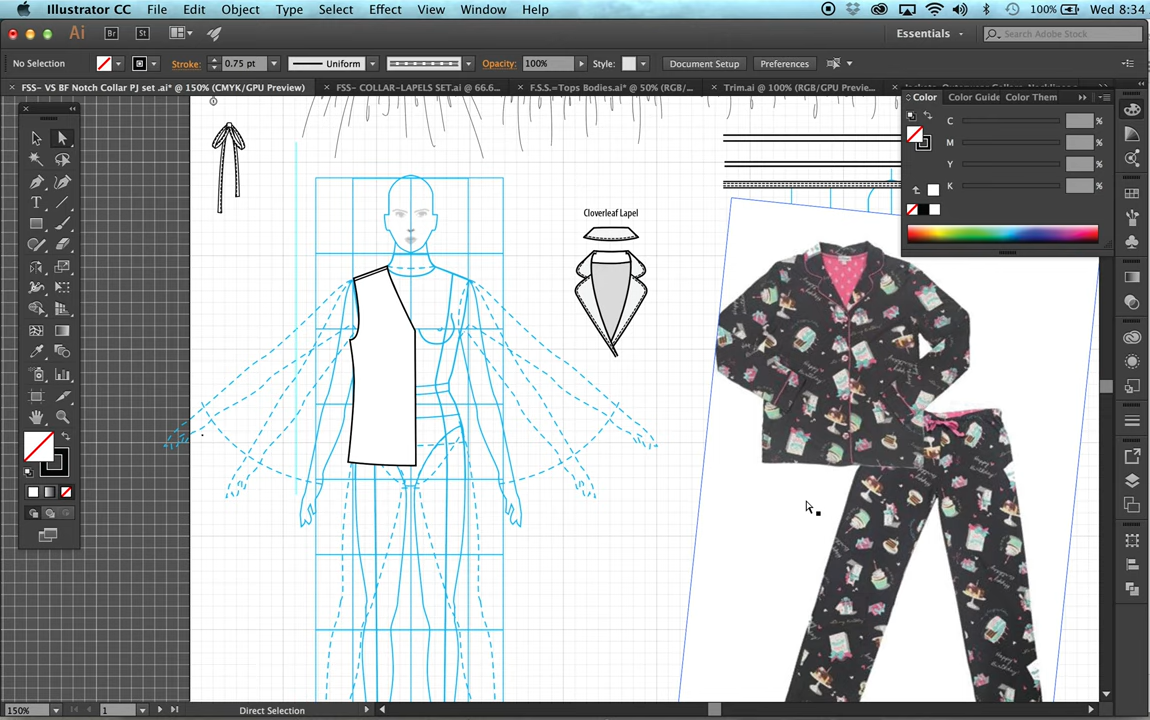 Illustrator CC File Edit Object Type Select Effect View Window Help 100% Wed 8:34
Ai Br St Essentials Search Adobe Stock
No Selection Stroke: 0.75 pt Uniform Opacity: 100% Style: Document Setup Preferences
FSS- VS BF Notch Collar PJ set .ai* @ 150% (CMYK/GPU Preview) FSS- COLLAR-LAPELS SET.ai @ 66.6... F.S.S.=Tops Bodies.ai* @ 50% (RGB/... Trim.ai @ 100% (RGB/GPU Previe...
Color Color Guide Color Them
C %
M %
Y %
K %
Cloverleaf Lapel
150% 1 Direct Selection